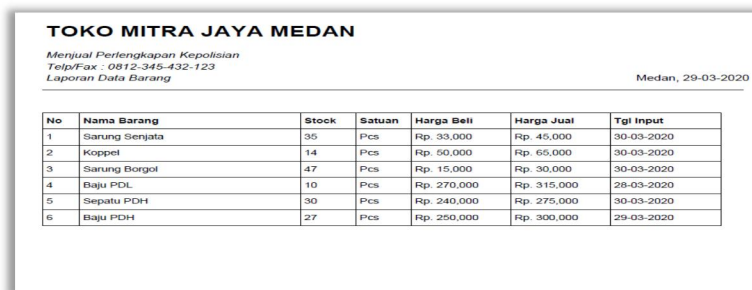 TOKO MITRA JAYA MEDAN
Menjual Perlengkapan Kepolisian
Telp/Fax : 0812-345-432-123
Laporan Data Barang Medan, 29-03-2020
No Nama Barang Stock Satuan Harga Beli Harga Jual Tgl Input
1 Sarung Senjata 35 Pcs Rp. 33,000 Rp. 45,000 30-03-2020
2 Koppel 14 Pcs Rp. 50,000 Rp. 65,000 30-03-2020
3 Sarung Borgol 47 Pcs Rp. 15,000 Rp. 30,000 30-03-2020
4 Baju PDL 10 Pcs Rp. 270,000 Rp. 315,000 28-03-2020
5 Sepatu PDH 30 Pcs Rp. 240,000 Rp. 275,000 30-03-2020
6 Baju PDH 27 Pcs Rp. 250,000 Rp. 300,000 29-03-2020